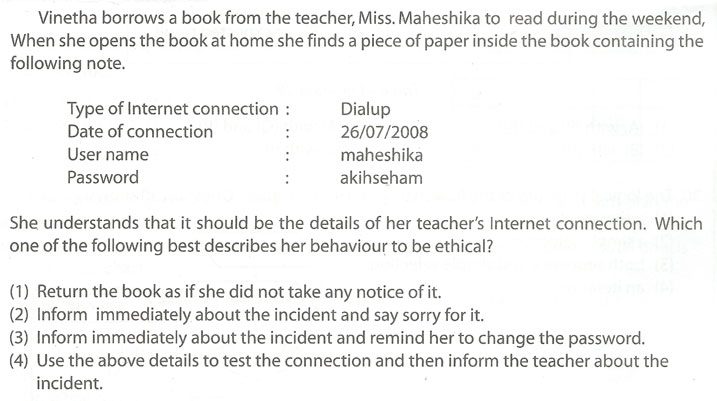 Vinetha borrows a book from the teacher, Miss. Maheshika to read during the weekend,
When she opens the book at home she finds a piece of paper inside the book containing the
following note.
Type of Internet connection : Dialup
Date of connection : 26/07/2008
User name : maheshika
Password : akihseham
She understands that it should be the details of her teacher's Internet connection. Which
one of the following best describes her behaviour to be ethical?
(1) Return the book as if she did not take any notice of it.
(2) Inform immediately about the incident and say sorry for it.
(3) Inform immediately about the incident and remind her to change the password.
(4) Use the above details to test the connection and then inform the teacher about the
incident.